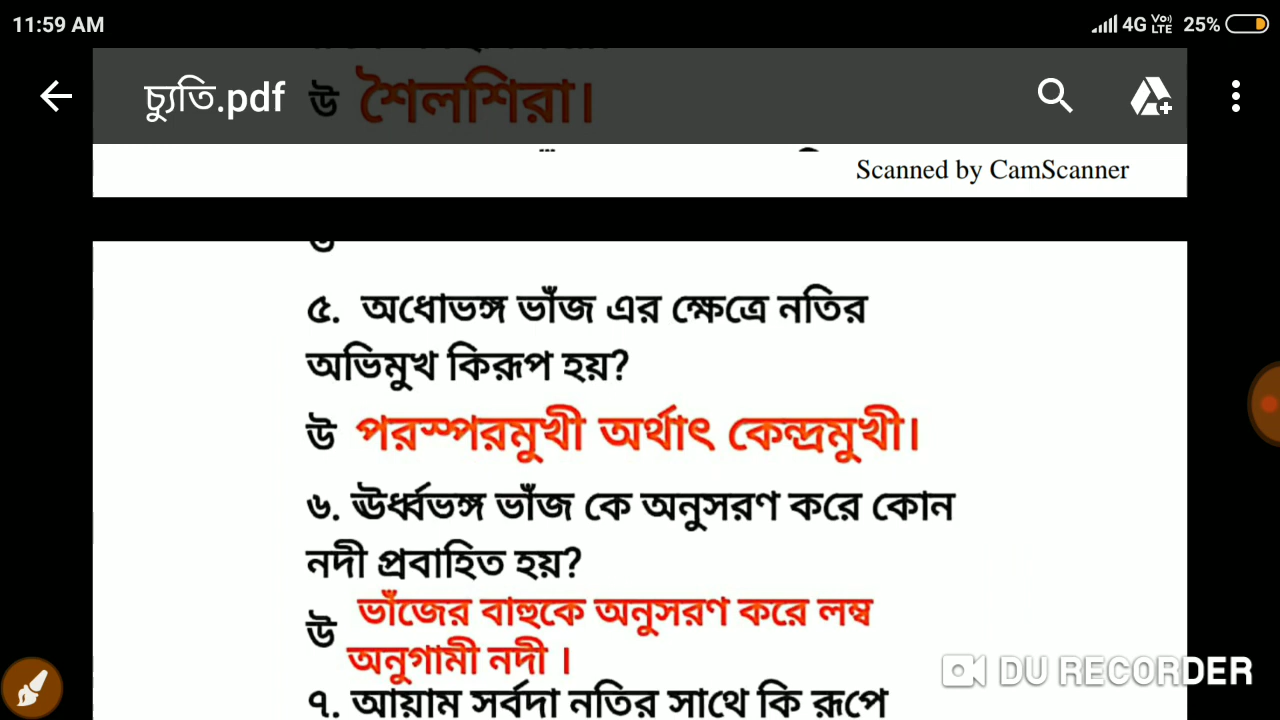 11:59 AM
4G Vo) LTE 25%
চ্যুতি.pdf
উ শৈলশিরা।
Scanned by CamScanner
৫. অধোভঙ্গ ভাঁজ এর ক্ষেত্রে নতির
অভিমুখ কিরূপ হয়?
উ পরস্পরমুখী অর্থাৎ কেন্দ্রমুখী।
৬. ঊর্ধ্বভঙ্গ ভাঁজ কে অনুসরণ করে কোন
নদী প্রবাহিত হয়?
উ ভাঁজের বাহুকে অনুসরণ করে লম্ব
অনুগামী নদী ।
৭. আয়াম সর্বদা নতির সাথে কি রূপে
DU RECORDER